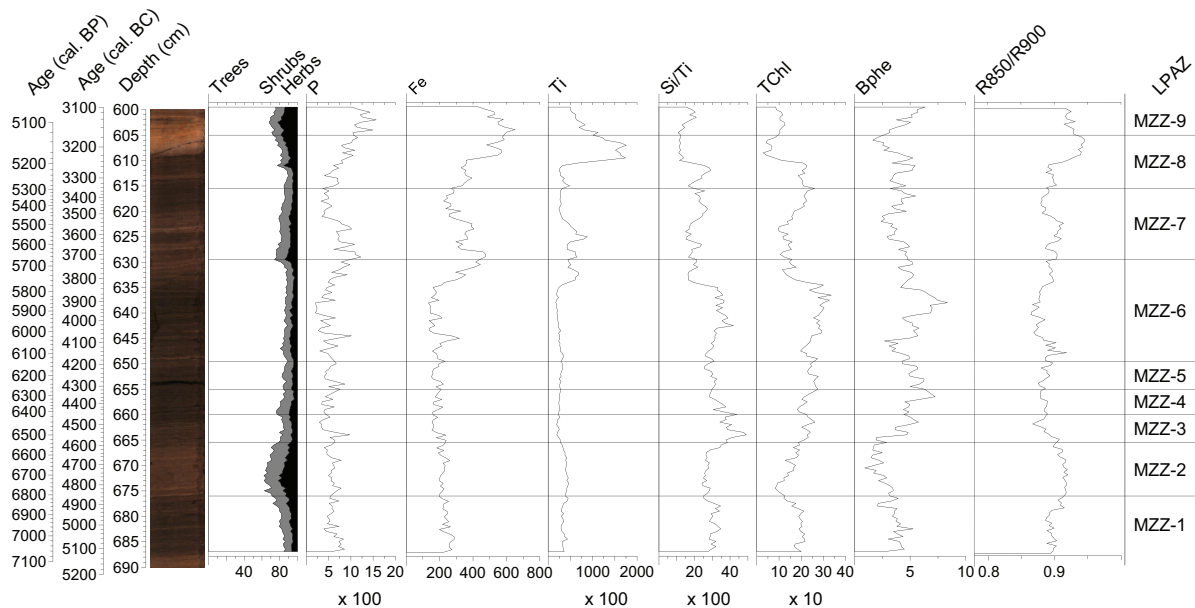 Age (cal. BP)
Age (cal. BC)
Depth (cm)
Trees
Shrubs
Herbs
P
Fe
Ti
Si/Ti
TChl
Bphe
R850/R900
LPAZ
5100
5200
5300
5400
5500
5600
5700
5800
5900
6000
6100
6200
6300
6400
6500
6600
6700
6800
6900
7000
7100
3100
3200
3300
3400
3500
3600
3700
3800
3900
4000
4100
4200
4300
4400
4500
4600
4700
4800
4900
5000
5100
5200
600
605
610
615
620
625
630
635
640
645
650
655
660
665
670
675
680
685
690
MZZ-9
MZZ-8
MZZ-7
MZZ-6
MZZ-5
MZZ-4
MZZ-3
MZZ-2
MZZ-1
40 80
5 10 15 20
200 400 600 800
1000 2000
20 40
10 20 30 40
5 10
0.8 0.9
x 100
x 100
x 100
x 10